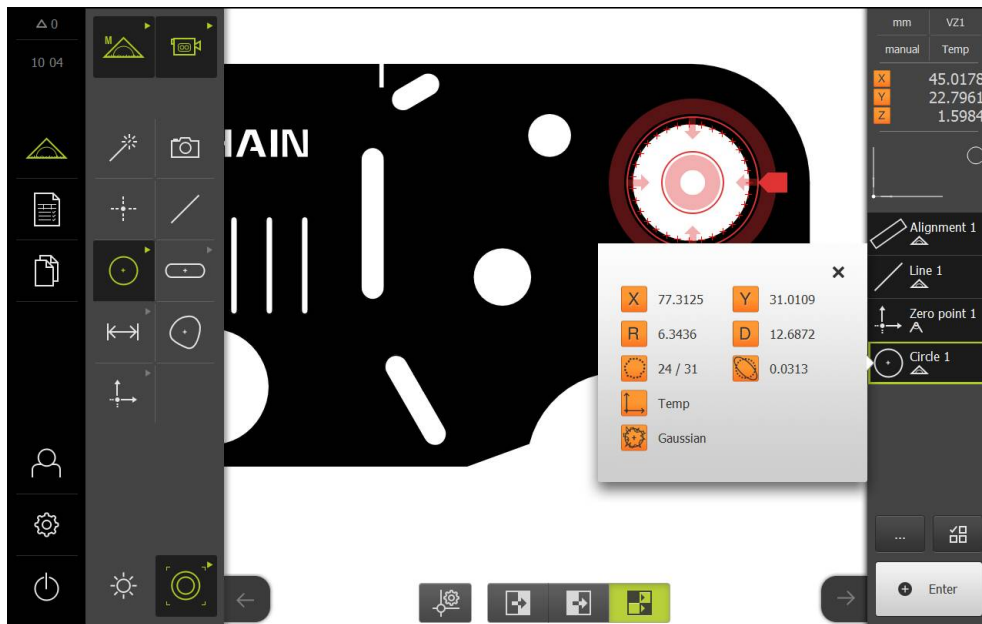 0
10 04
M
HAIN
mm VZ1
manual Temp
X 45.0178
Y 22.7961
Z 1.5984
Alignment 1
Line 1
Zero point 1
Circle 1
X 77.3125 Y 31.0109
R 6.3436 D 12.6872
24 / 31 0.0313
Temp
Gaussian
...
Enter